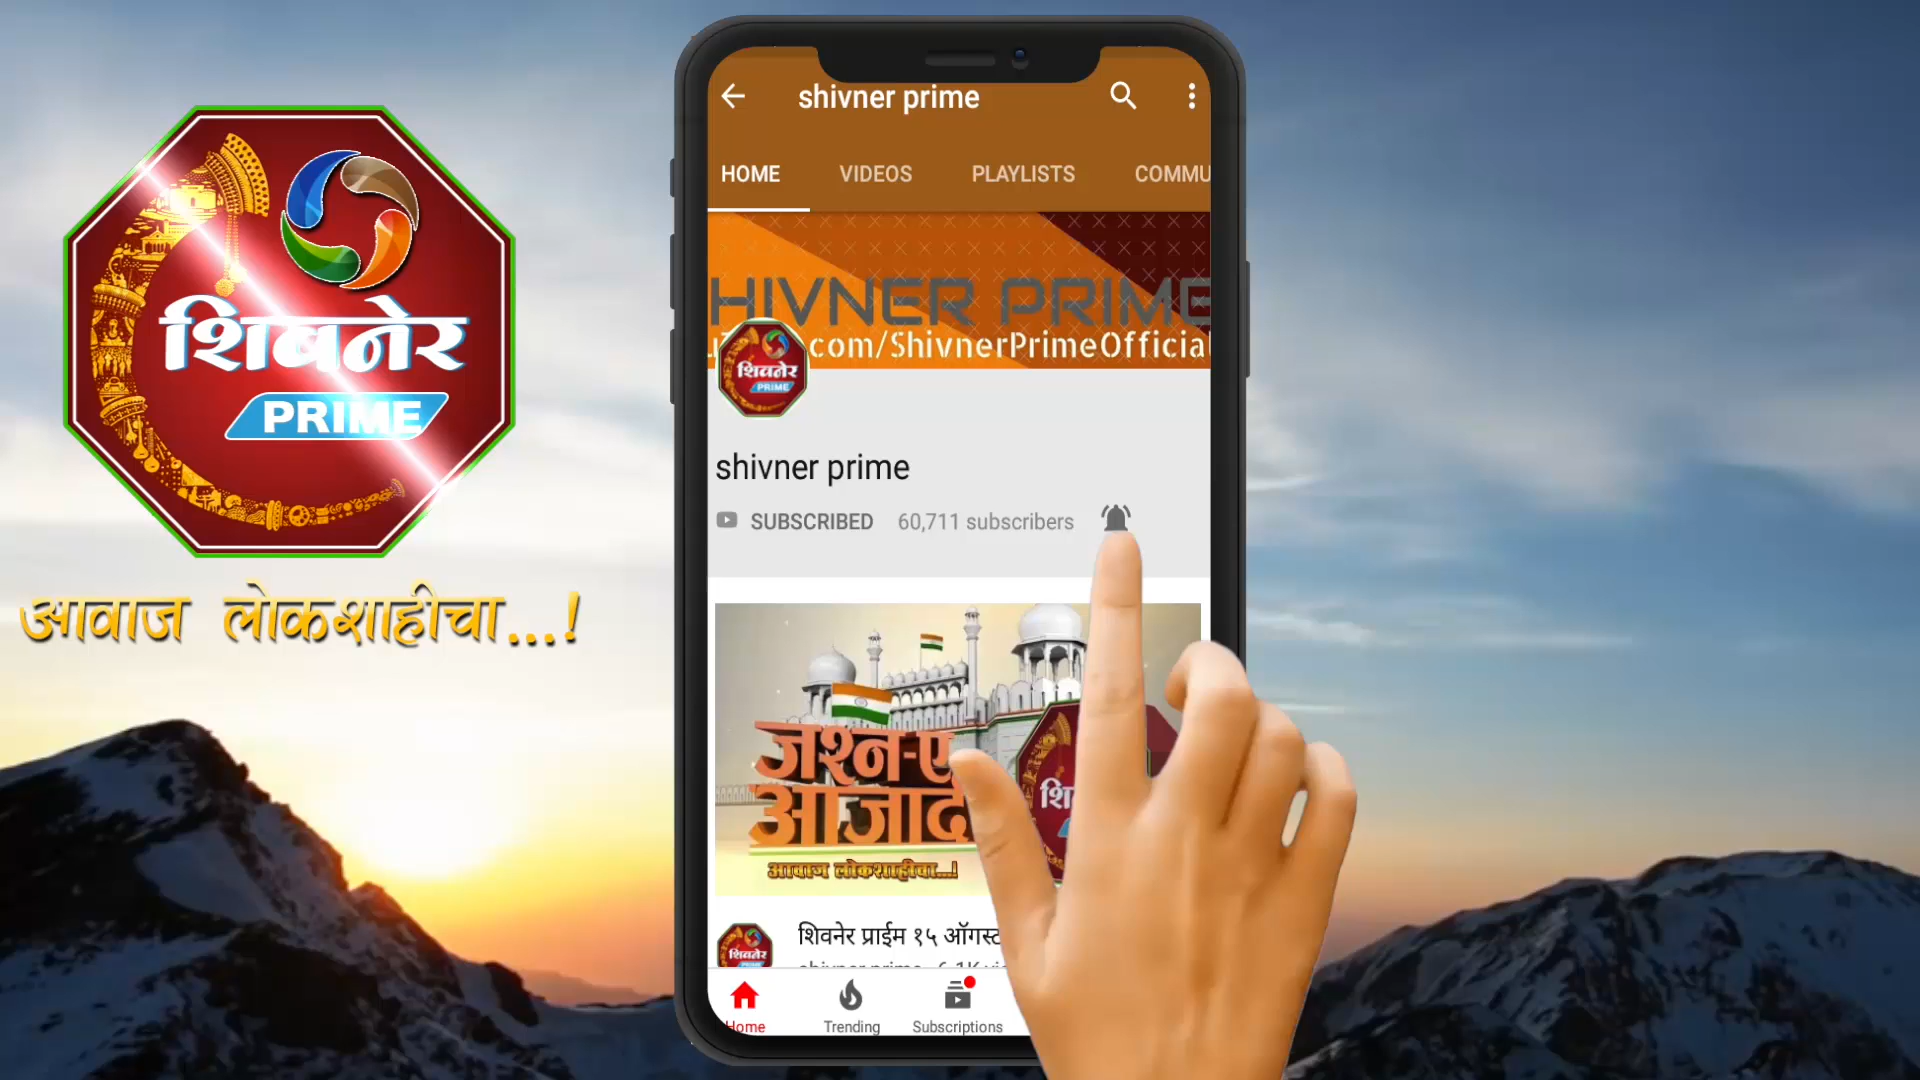 शिवनेर
PRIME
आवाज लोकशाहीचा...!
shivner prime
HOME VIDEOS PLAYLISTS COMMU
HIVNER PRIME
com/ShivnerPrimeOfficial
शिवनेर
PRIME
shivner prime
SUBSCRIBED 60,711 subscribers
जश्न-ए
आजाद
शि
आवाज लोकशाहीचा...!
शिवनेर प्राईम १५ ऑगस्ट
शिवनेर
Home Trending Subscriptions